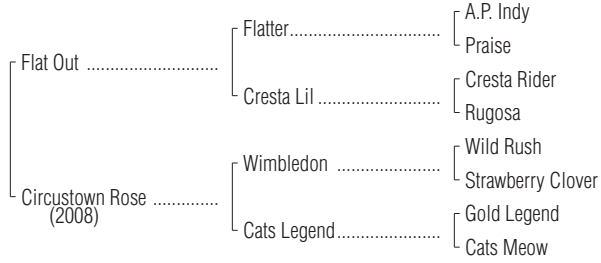 A.P. Indy
Flatter
Praise
Flat Out
Cresta Rider
Cresta Lil
Rugosa
Wild Rush
Wimbledon
Strawberry Clover
Circustown Rose
(2008)
Gold Legend
Cats Legend
Cats Meow